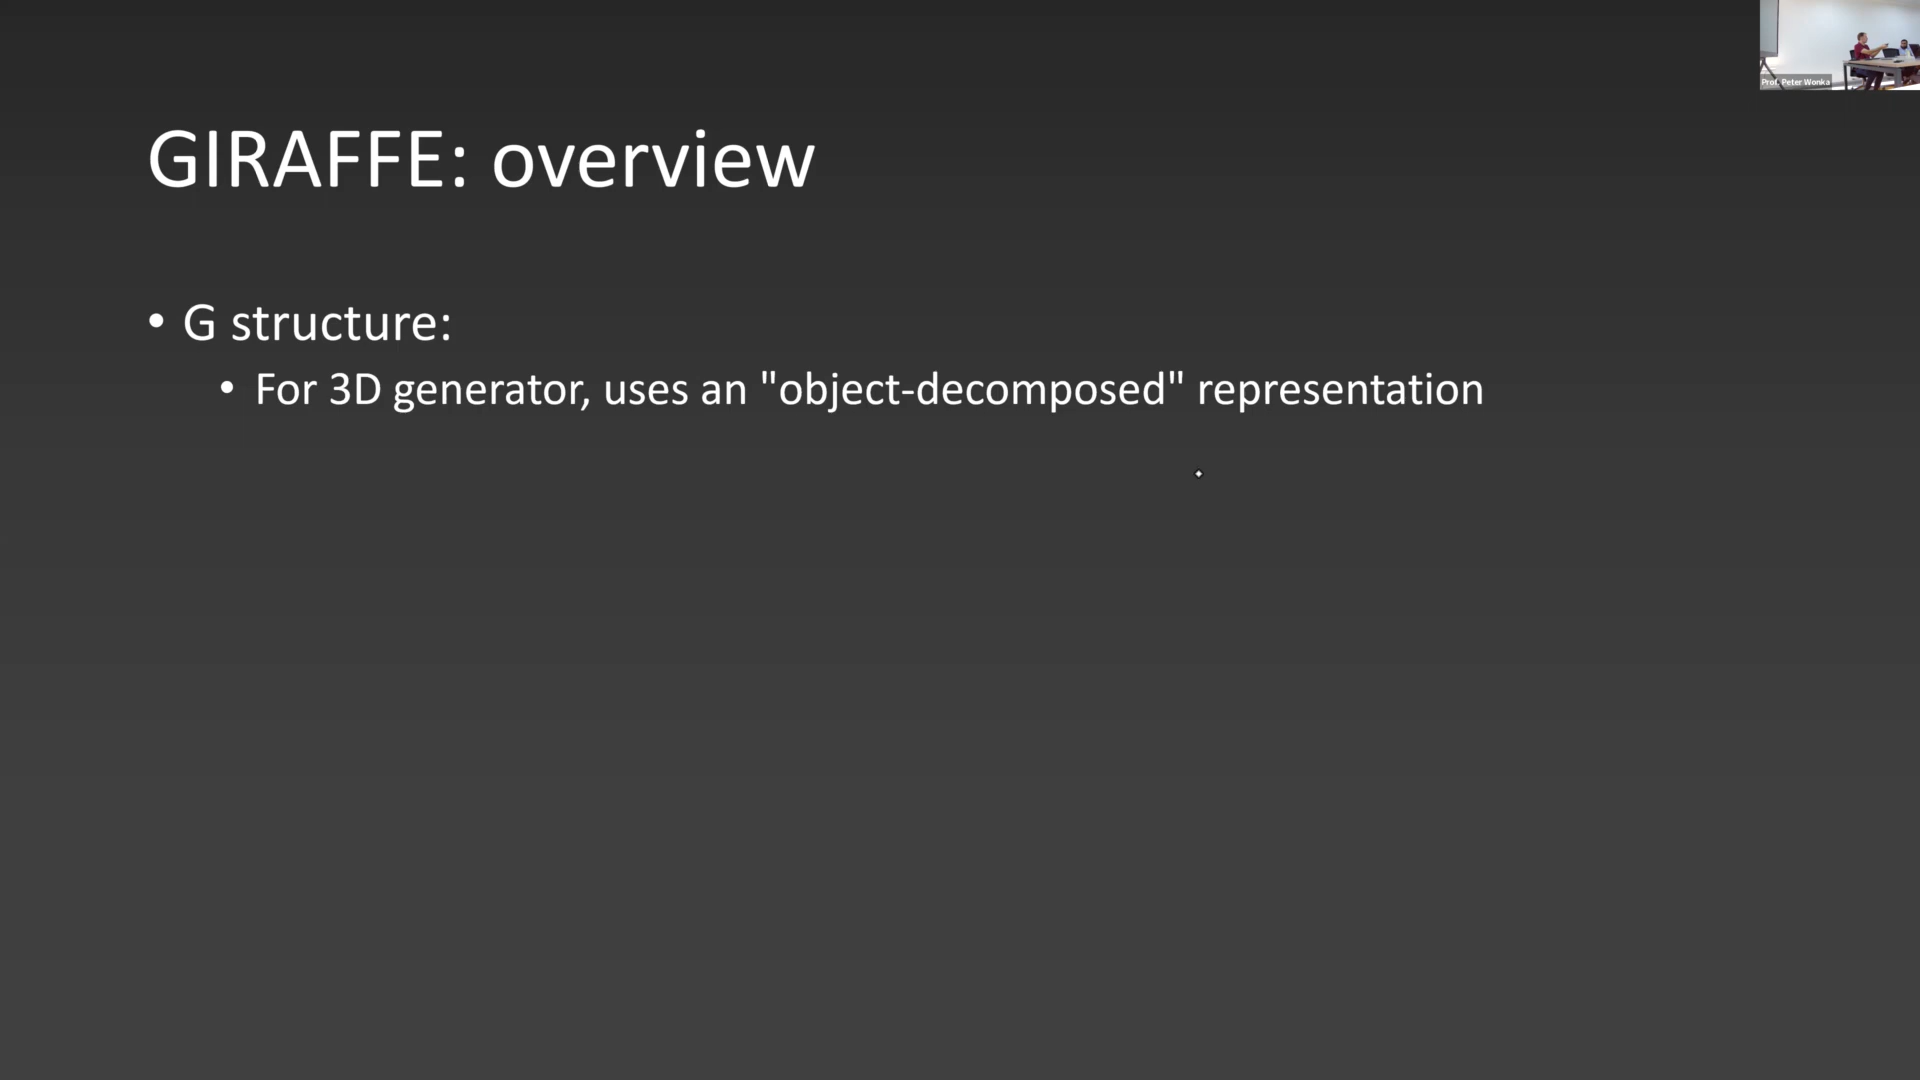 Prof. Peter Wonka
GIRAFFE: overview
• G structure:
• For 3D generator, uses an "object-decomposed" representation